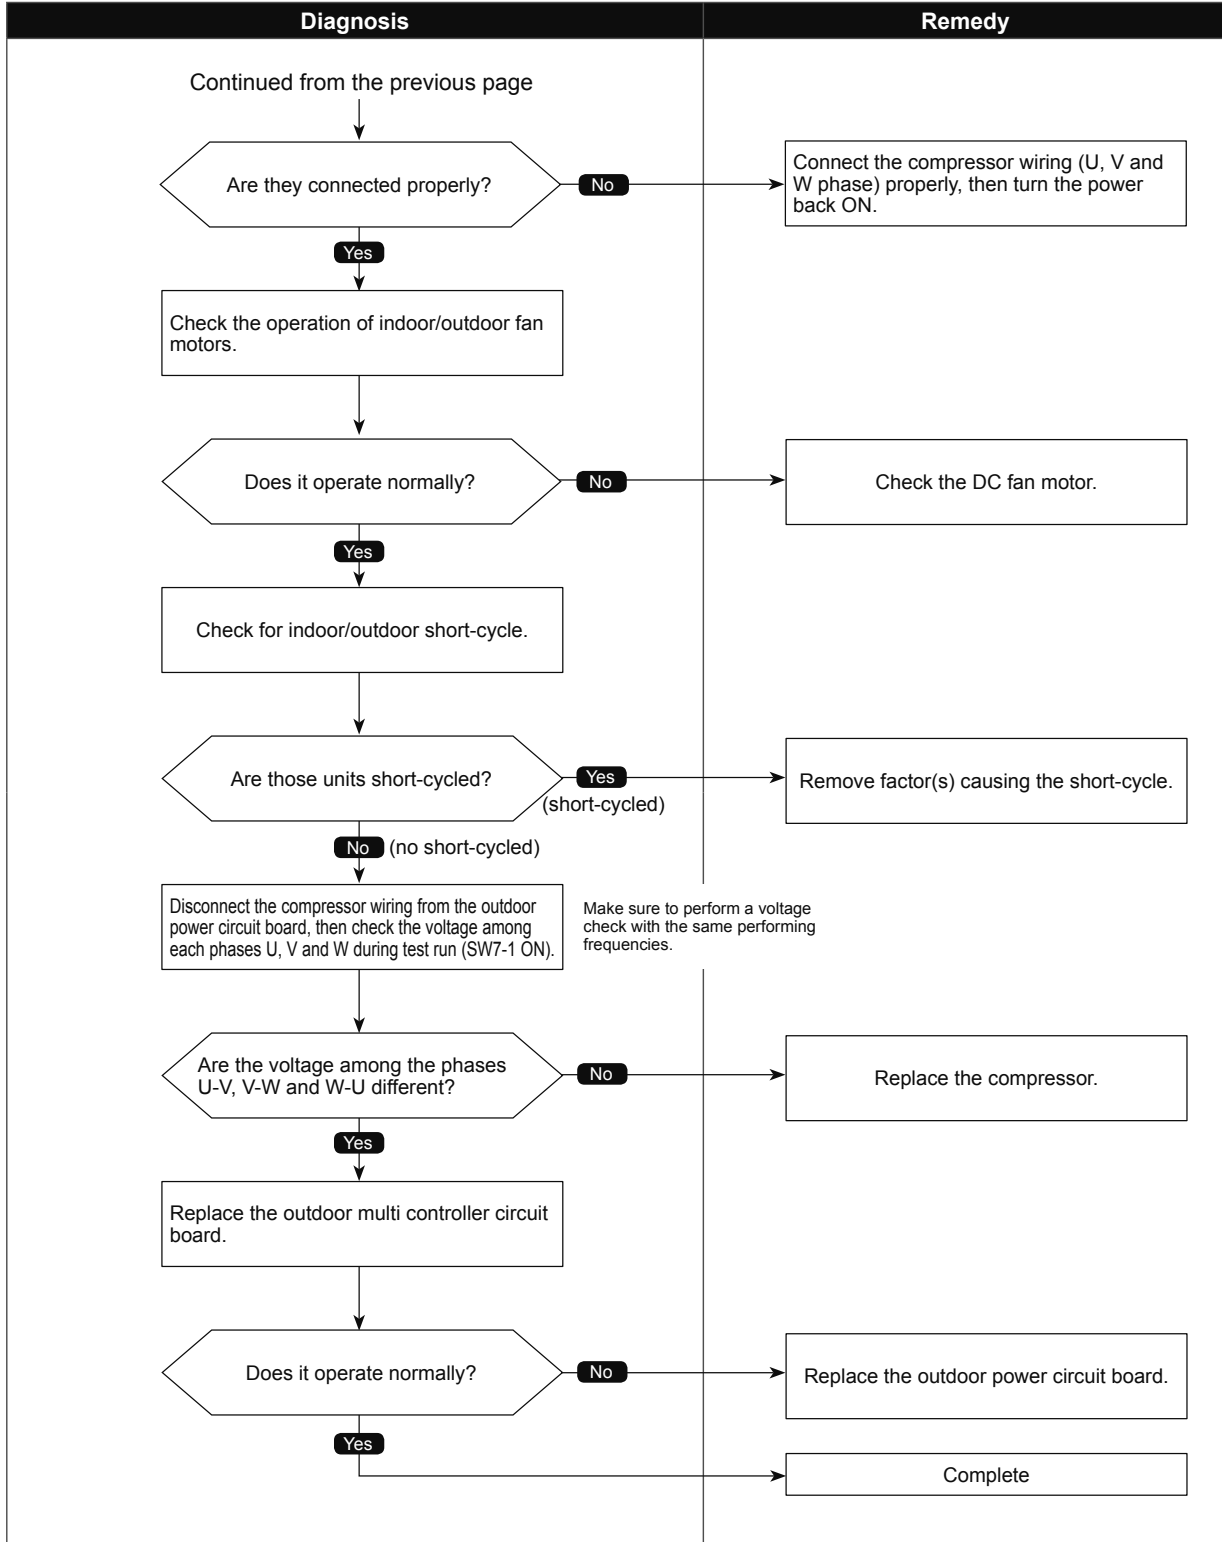 Diagnosis
Remedy
Continued from the previous page
Are they connected properly?
No
Connect the compressor wiring (U, V and
W phase) properly, then turn the power
back ON.
Yes
Check the operation of indoor/outdoor fan
motors.
Does it operate normally?
No
Check the DC fan motor.
Yes
Check for indoor/outdoor short-cycle.
Are those units short-cycled?
Yes
(short-cycled)
Remove factor(s) causing the short-cycle.
No (no short-cycled)
Disconnect the compressor wiring from the outdoor
power circuit board, then check the voltage among
each phases U, V and W during test run (SW7-1 ON).
Make sure to perform a voltage
check with the same performing
frequencies.
Are the voltage among the phases
U-V, V-W and W-U different?
No
Replace the compressor.
Yes
Replace the outdoor multi controller circuit
board.
Does it operate normally?
No
Replace the outdoor power circuit board.
Yes
Complete